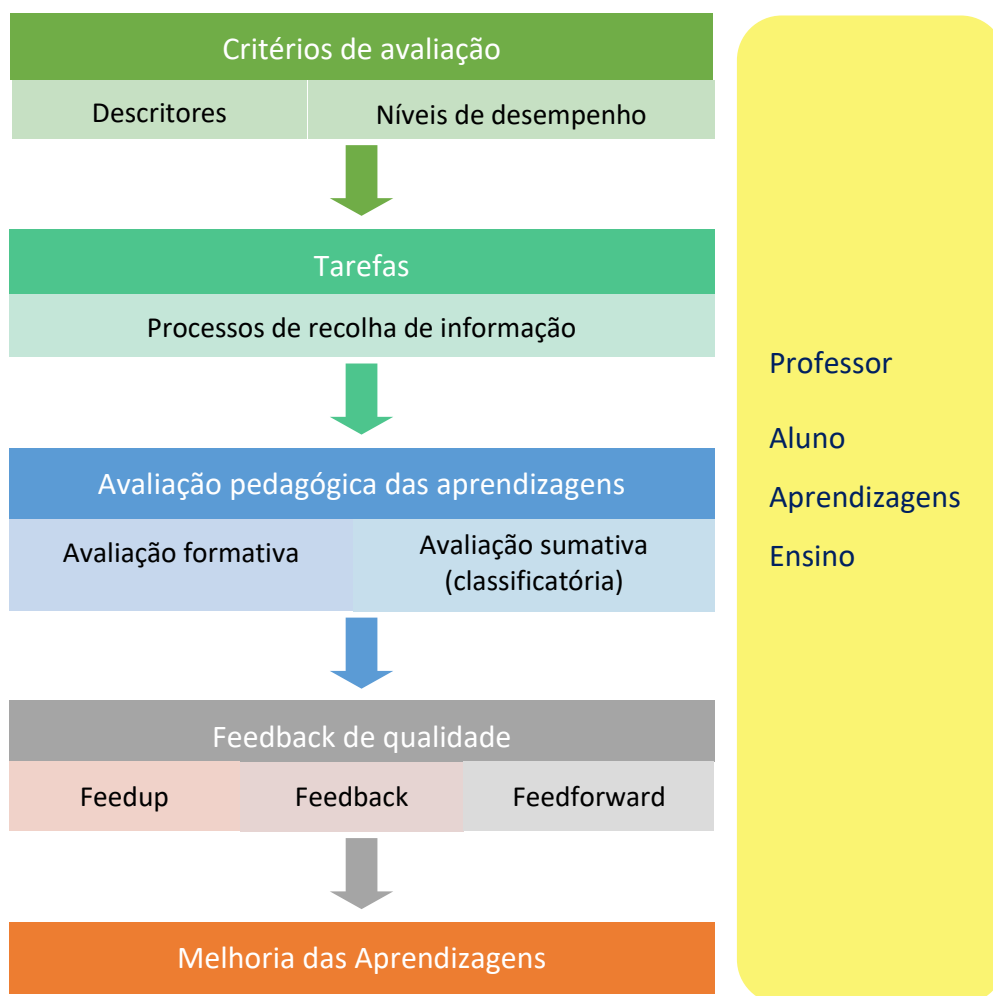 Critérios de avaliação
Descritores
Níveis de desempenho
Tarefas
Processos de recolha de informação
Avaliação pedagógica das aprendizagens
Avaliação formativa
Avaliação sumativa
(classificatória)
Feedback de qualidade
Feedup
Feedback
Feedforward
Melhoria das Aprendizagens
Professor
Aluno
Aprendizagens
Ensino